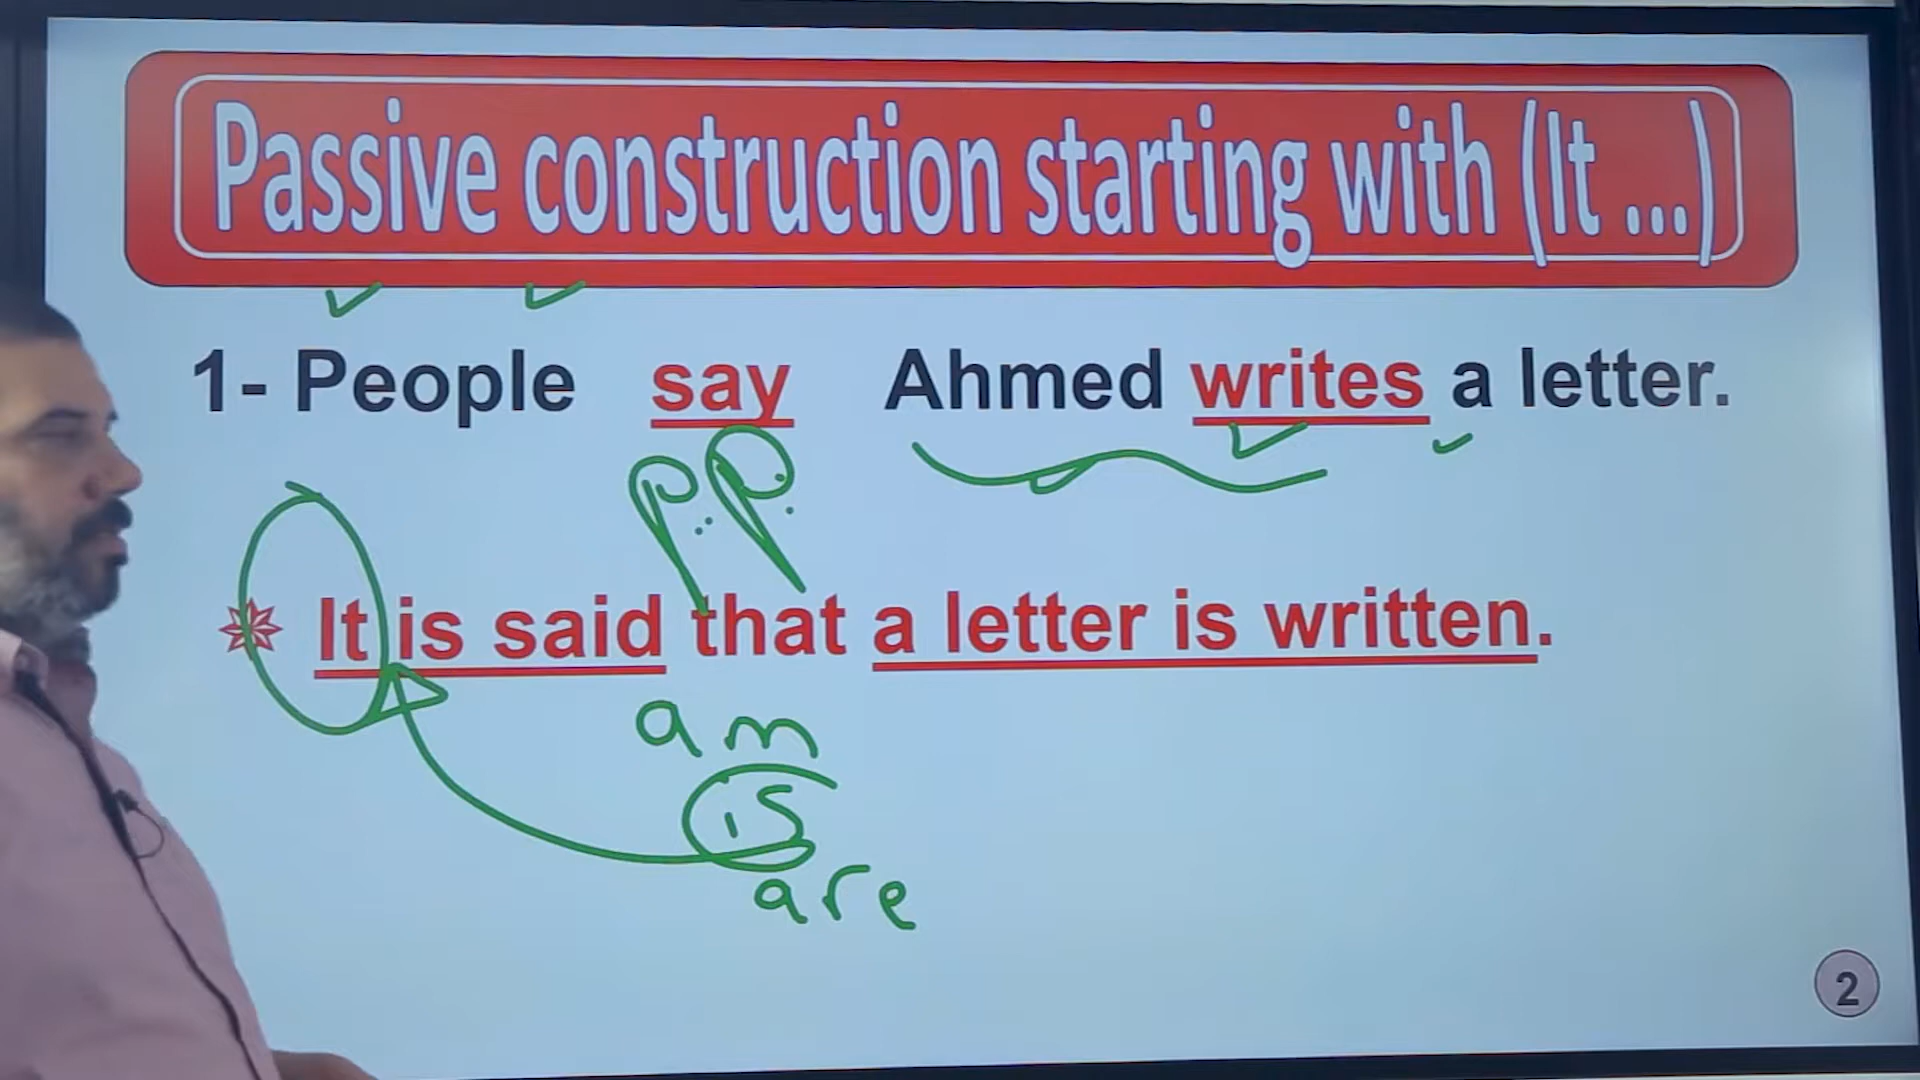 Passive construction starting with (It ...)
1- People say Ahmed writes a letter.
P.. P.
It is said that a letter is written.
am
is
are
2